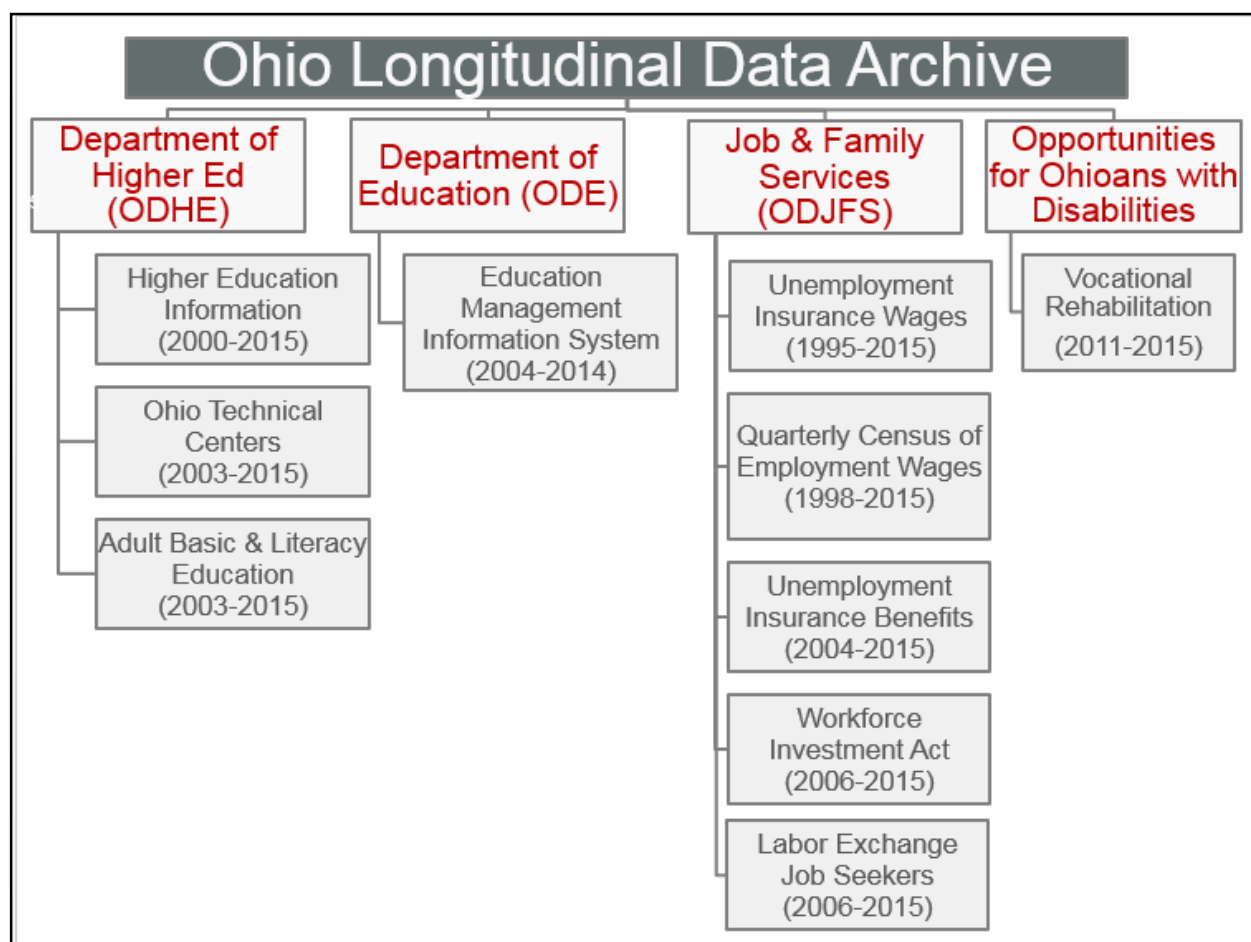 Ohio Longitudinal Data Archive
Department of
Higher Ed
(ODHE)
Higher Education
Information
(2000-2015)
Ohio Technical
Centers
(2003-2015)
Adult Basic & Literacy
Education
(2003-2015)
Department of
Education (ODE)
Education
Management
Information System
(2004-2014)
Job & Family
Services
(ODJFS)
Unemployment
Insurance Wages
(1995-2015)
Quarterly Census of
Employment Wages
(1998-2015)
Unemployment
Insurance Benefits
(2004-2015)
Workforce
Investment Act
(2006-2015)
Labor Exchange
Job Seekers
(2006-2015)
Opportunities
for Ohioans with
Disabilities
Vocational
Rehabilitation
(2011-2015)